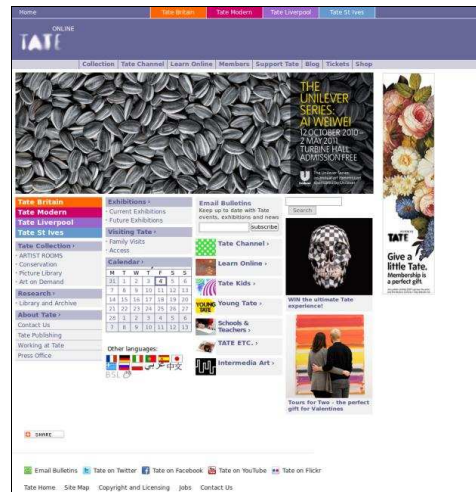 Home
Tate Britain
Tate Modern
Tate Liverpool
Tate St Ives
TATE
ONLINE
Collection
Tate Channel
Learn Online
Members
Support Tate
Blog
Tickets
Shop
THE
UNILEVER
SERIES:
AI WEIWEI
12 OCTOBER 2010–
2 MAY 2011
TURBINE HALL
ADMISSION FREE
Tate Britain
Tate Modern
Tate Liverpool
Tate St Ives
Tate Collection ›
· ARTIST ROOMS
· Conservation
· Picture Library
· Art on Demand
Research ›
· Library and Archive
About Tate ›
Contact Us
Tate Publishing
Working at Tate
Press Office
Exhibitions ›
· Current Exhibitions
· Future Exhibitions
Visiting Tate ›
· Family Visits
· Access
Calendar ›
M T W T F S S
31 1 2 3 4 5 6
7 8 9 10 11 12 13
14 15 16 17 18 19 20
21 22 23 24 25 26 27
28 1 2 3 4 5 6
7 8 9 10 11 12 13
Other languages:
عربي
中文
BSL
Email Bulletins
Keep up to date with Tate
events, exhibitions and news
subscribe
Tate Channel ›
Learn Online ›
Tate Kids ›
YOUNG
TATE
Young Tate ›
Schools &
Teachers ›
TATE ETC. ›
Intermedia Art ›
Search
WIN the ultimate Tate
experience!
Tours for Two – the perfect
gift for Valentines
TATE
Give a
little Tate.
Membership is
a perfect gift.
SHARE
Email Bulletins
Tate on Twitter
Tate on Facebook
Tate on YouTube
Tate on Flickr
Tate Home
Site Map
Copyright and Licensing
Jobs
Contact Us